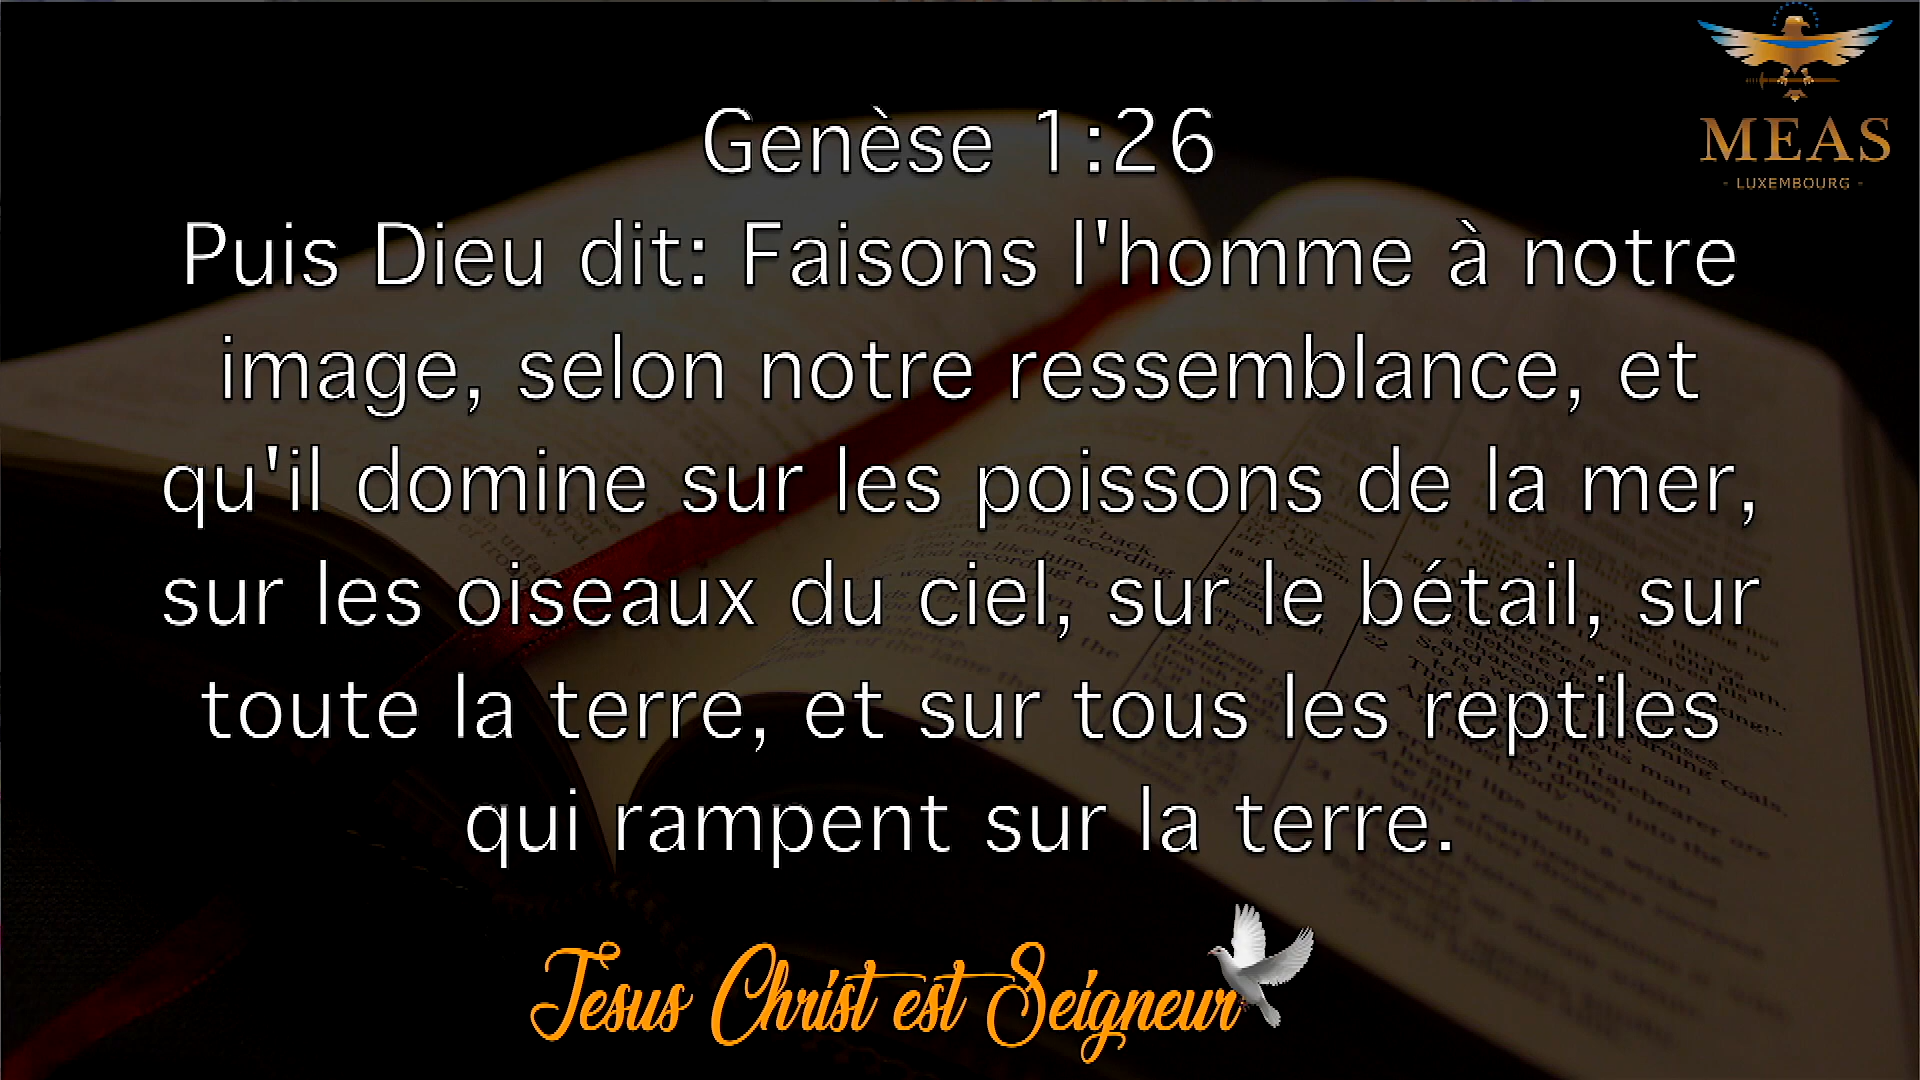 MEAS
- LUXEMBOURG -
Genèse 1:26
Puis Dieu dit: Faisons l'homme à notre
image, selon notre ressemblance, et
qu'il domine sur les poissons de la mer,
sur les oiseaux du ciel, sur le bétail, sur
toute la terre, et sur tous les reptiles
qui rampent sur la terre.
Jesus Christ est Seigneur